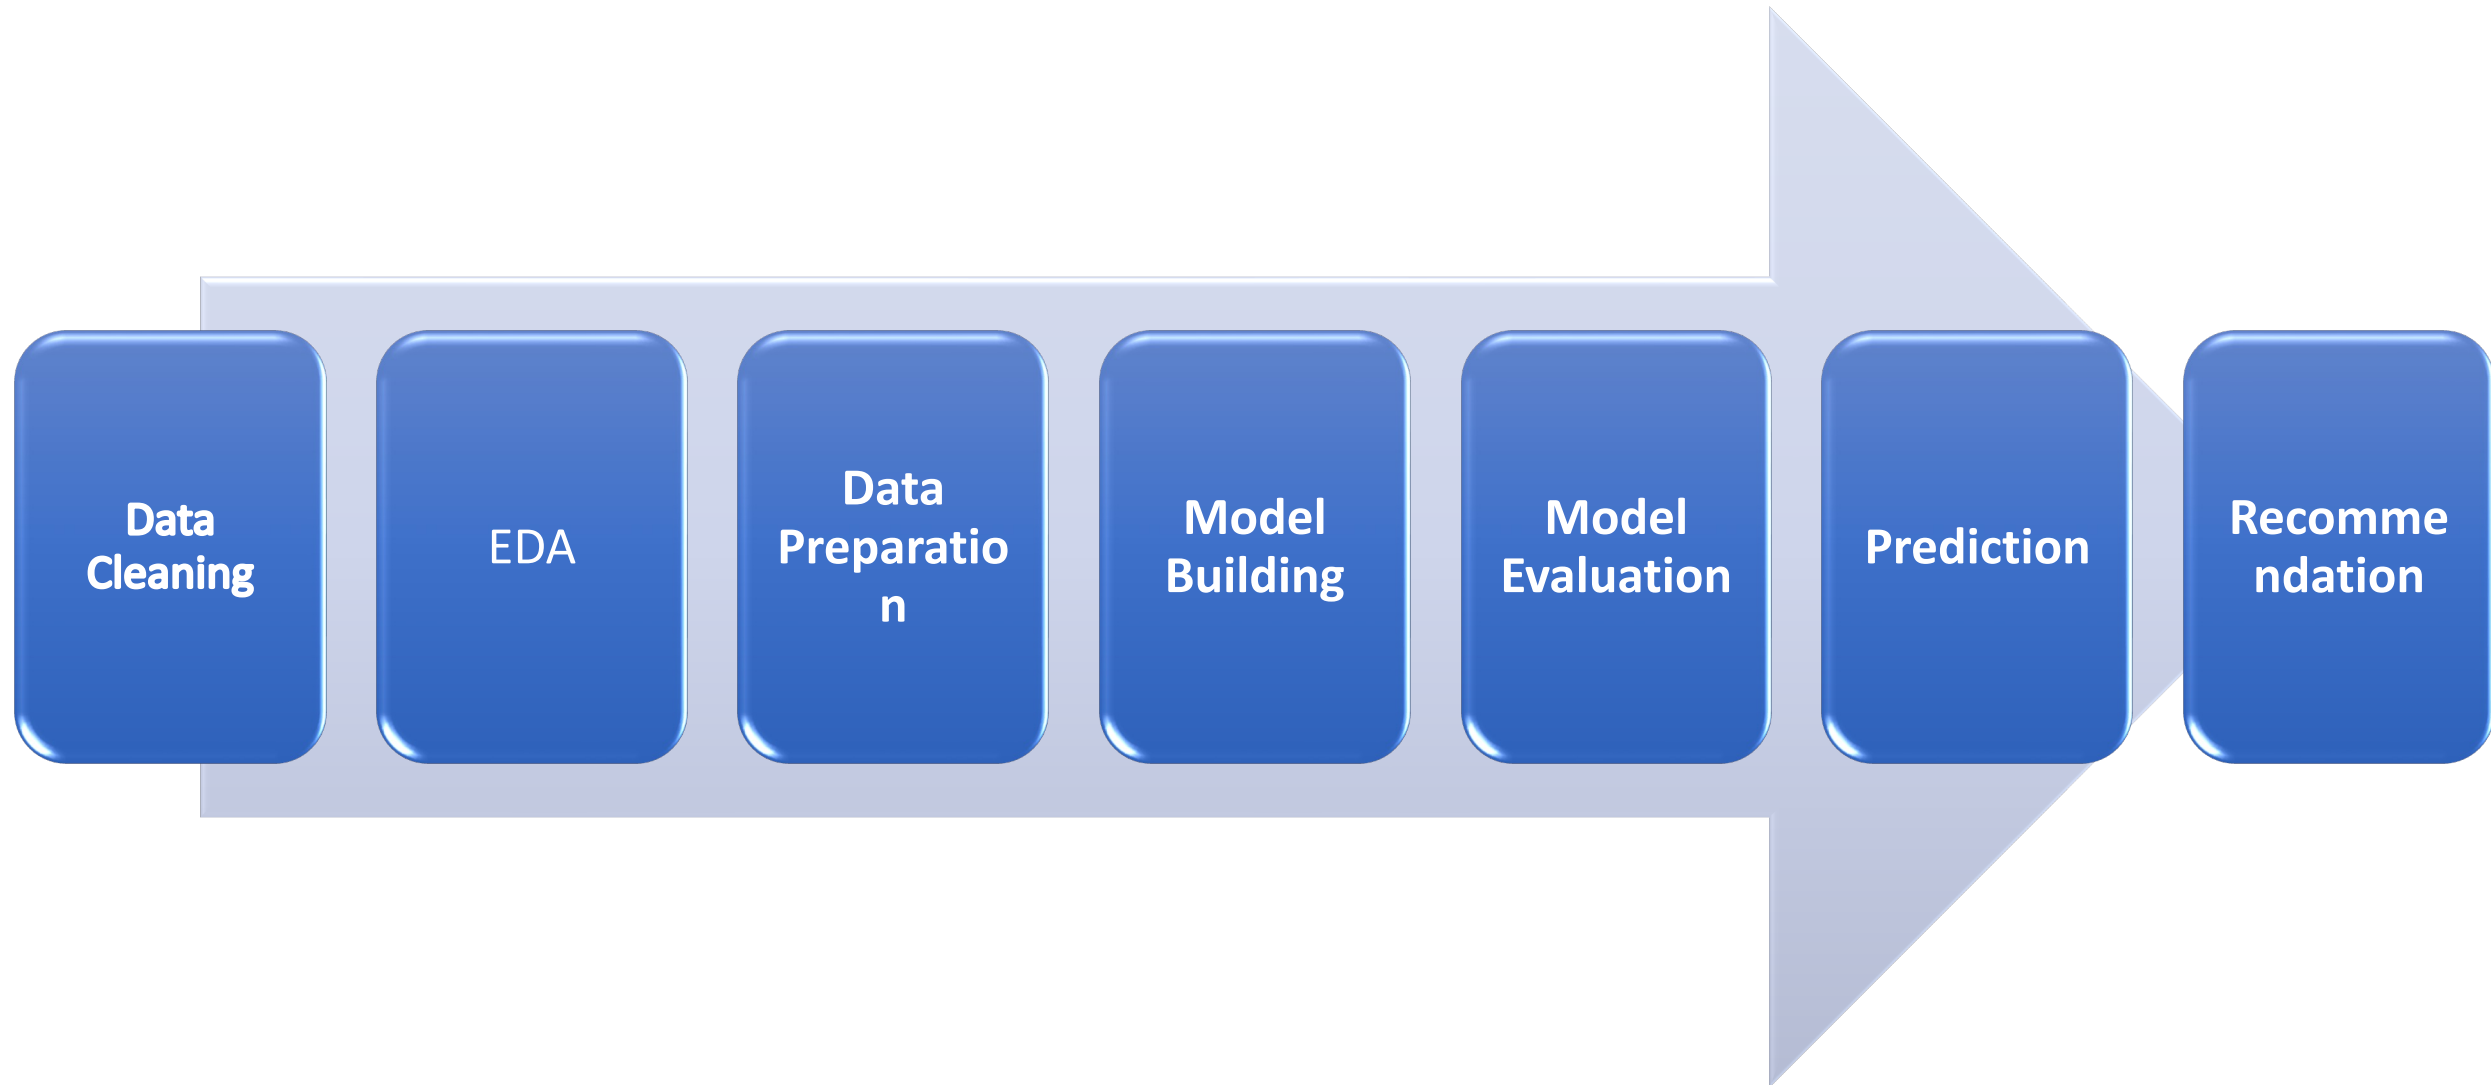 Data
Cleaning
EDA
Data
Preparatio
n
Model
Building
Model
Evaluation
Prediction
Recomme
ndation